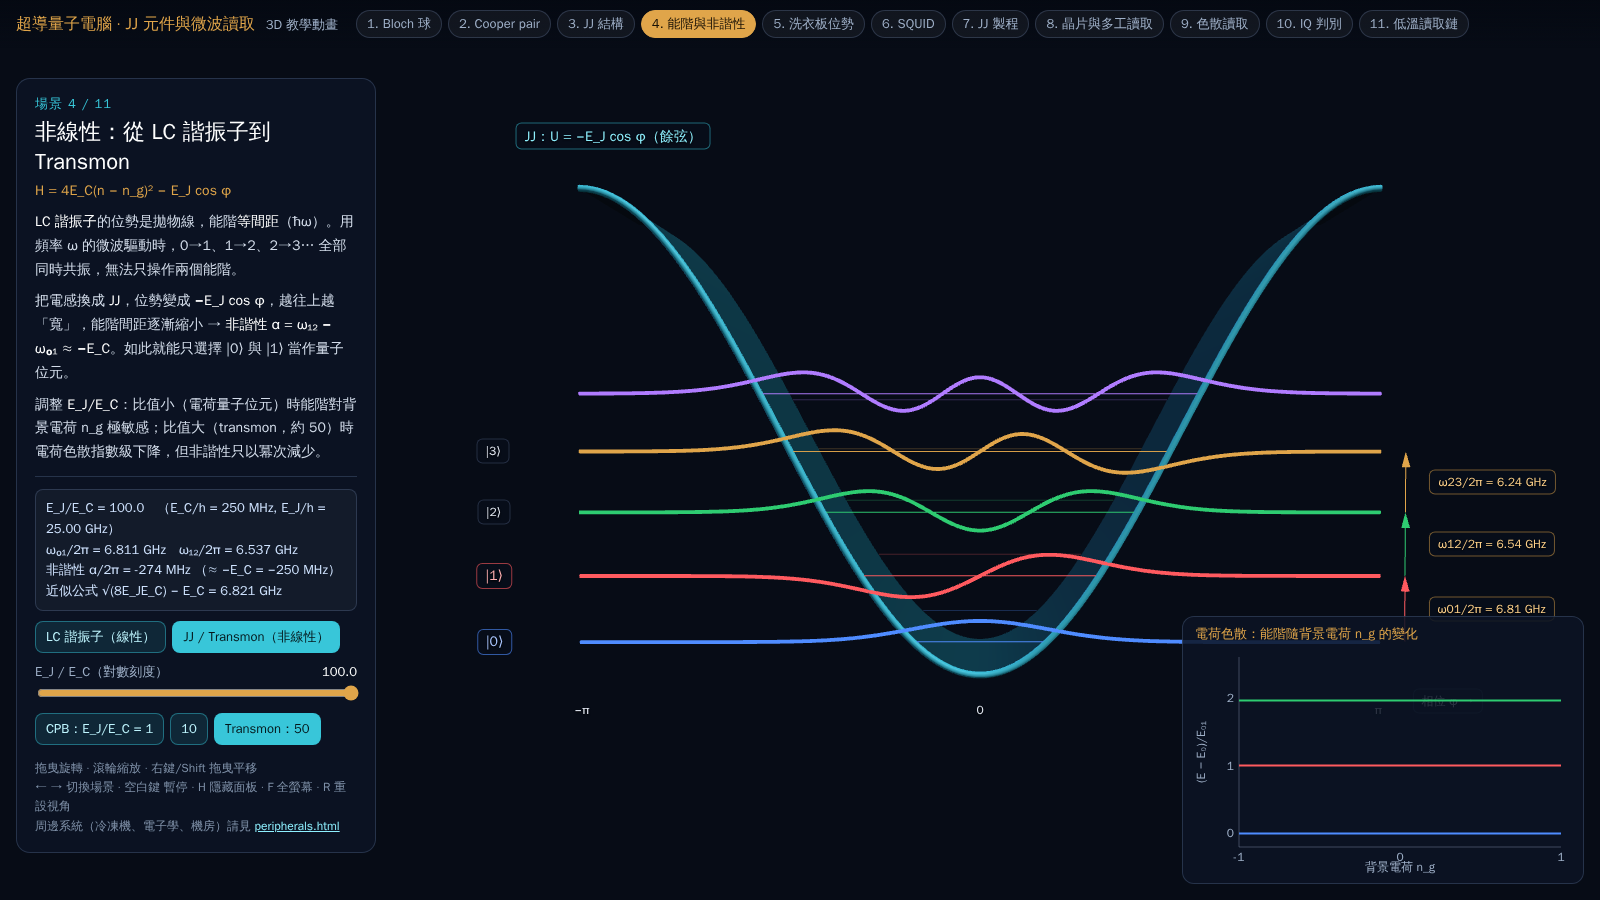 超導量子電腦 · JJ 元件與微波讀取 3D 教學動畫 1. Bloch 球 2. Cooper pair 3. JJ 結構 4. 能階與非諧性 5. 洗衣板位勢 6. SQUID 7. JJ 製程 8. 晶片與多工讀取 9. 色散讀取 10. IQ 判別 11. 低溫讀取鏈
場景 4 / 11
非線性：從 LC 諧振子到
Transmon
H = 4E_C(n − n_g)² − E_J cos φ
LC 諧振子的位勢是拋物線，能階等間距（ħω）。用
頻率 ω 的微波驅動時，0→1、1→2、2→3⋯ 全部
同時共振，無法只操作兩個能階。
把電感換成 JJ，位勢變成 −E_J cos φ，越往上越
「寬」，能階間距逐漸縮小 → 非諧性 α = ω₁₂ −
ω₀₁ ≈ −E_C。如此就能只選擇 |0⟩ 與 |1⟩ 當作量子
位元。
調整 E_J/E_C：比值小（電荷量子位元）時能階對背
景電荷 n_g 極敏感；比值大（transmon，約 50）時
電荷色散指數級下降，但非諧性只以冪次減少。
E_J/E_C = 100.0 （E_C/h = 250 MHz, E_J/h =
25.00 GHz）
ω₀₁/2π = 6.811 GHz ω₁₂/2π = 6.537 GHz
非諧性 α/2π = -274 MHz （≈ −E_C = −250 MHz）
近似公式 √(8E_JE_C) − E_C = 6.821 GHz
LC 諧振子（線性） JJ / Transmon（非線性）
E_J / E_C（對數刻度） 100.0
CPB：E_J/E_C = 1 10 Transmon：50
拖曳旋轉 · 滾輪縮放 · 右鍵/Shift 拖曳平移
← → 切換場景 · 空白鍵 暫停 · H 隱藏面板 · F 全螢幕 · R 重
設視角
周邊系統（冷凍機、電子學、機房）請見 peripherals.html
JJ：U = −E_J cos φ（餘弦）
|3⟩
|2⟩
|1⟩
|0⟩
−π
0
π
相位 φ
ω23/2π = 6.24 GHz
ω12/2π = 6.54 GHz
ω01/2π = 6.81 GHz
電荷色散：能階隨背景電荷 n_g 的變化
(E − E₀)/E₀₁
2
1
0
-1
0
1
背景電荷 n_g